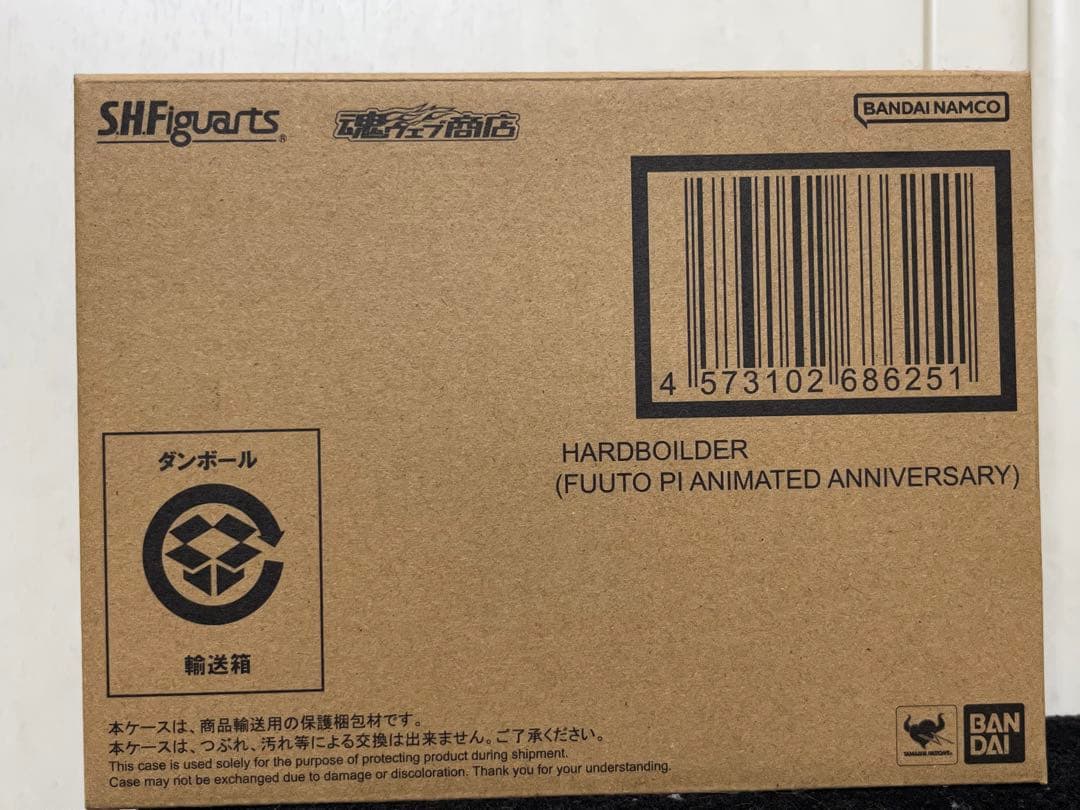 S.H.Figuarts®
魂ウェブ商店
BANDAI NAMCO
4 573102 686251
HARDBOILDER
(FUUTO PI ANIMATED ANNIVERSARY)
ダンボール
輸送箱
本ケースは、商品輸送用の保護梱包材です。
本ケースは、つぶれ、汚れ等による交換は出来ません。ご了承ください。
This case is used solely for the purpose of protecting product during shipment.
Case may not be exchanged due to damage or discoloration. Thank you for your understanding.
TAMASHII NATIONS
BAN
DAI